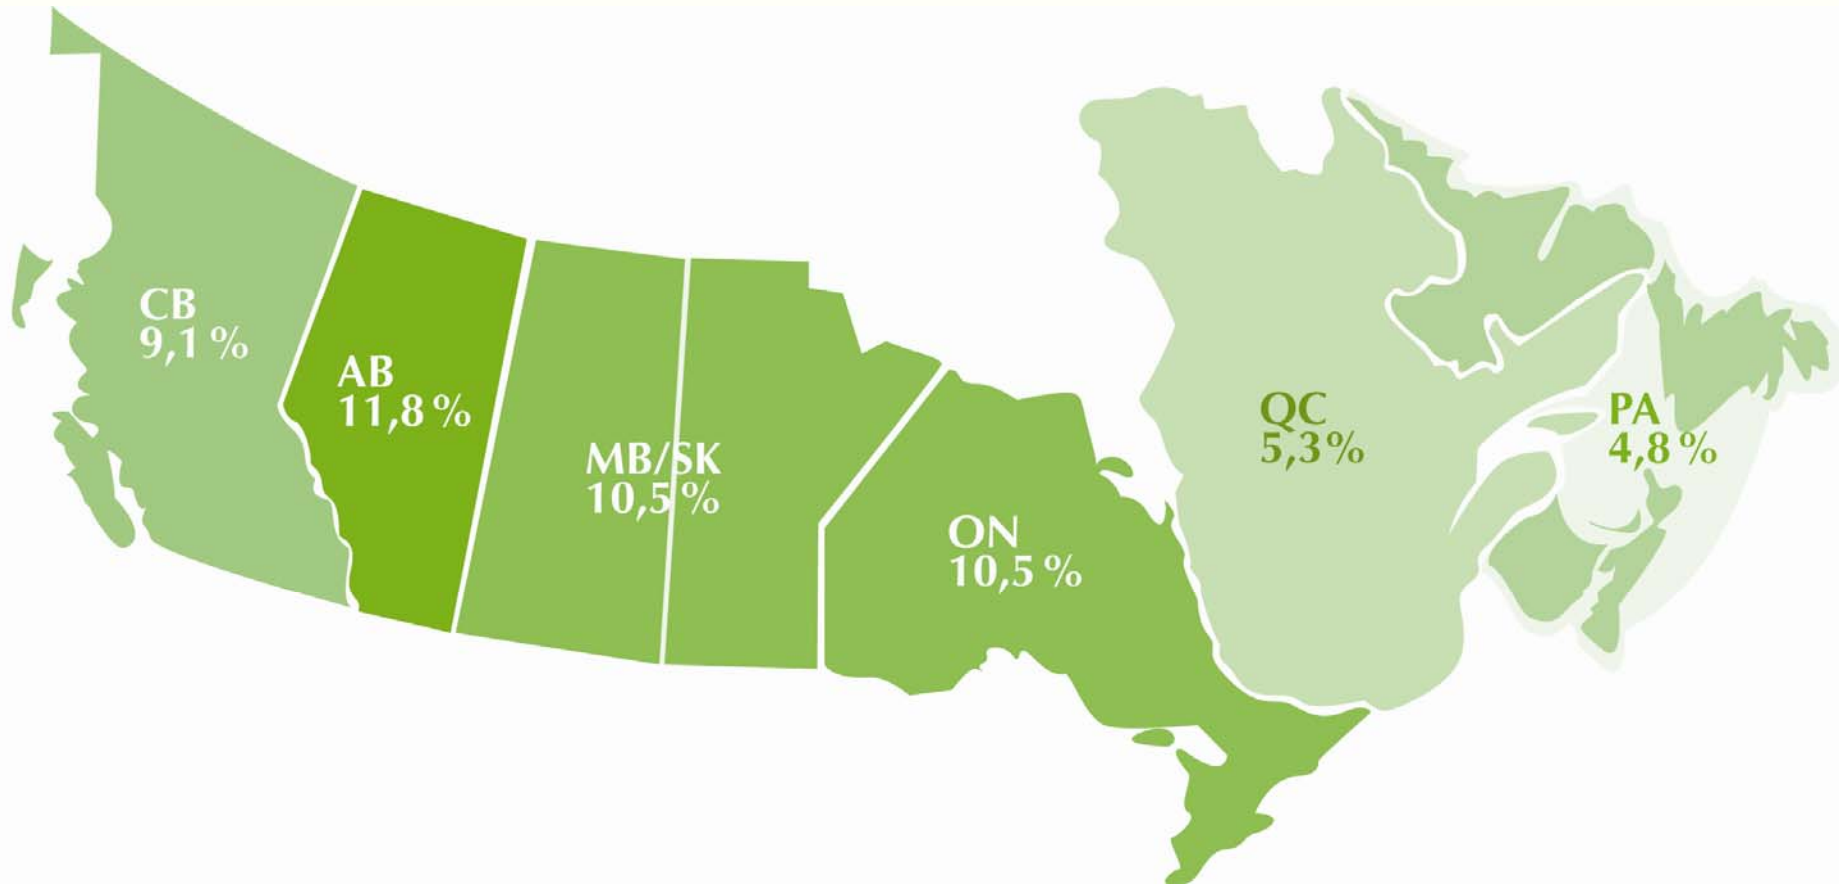 CB
9,1 %
AB
11,8 %
MB/SK
10,5 %
ON
10,5 %
QC
5,3 %
PA
4,8 %